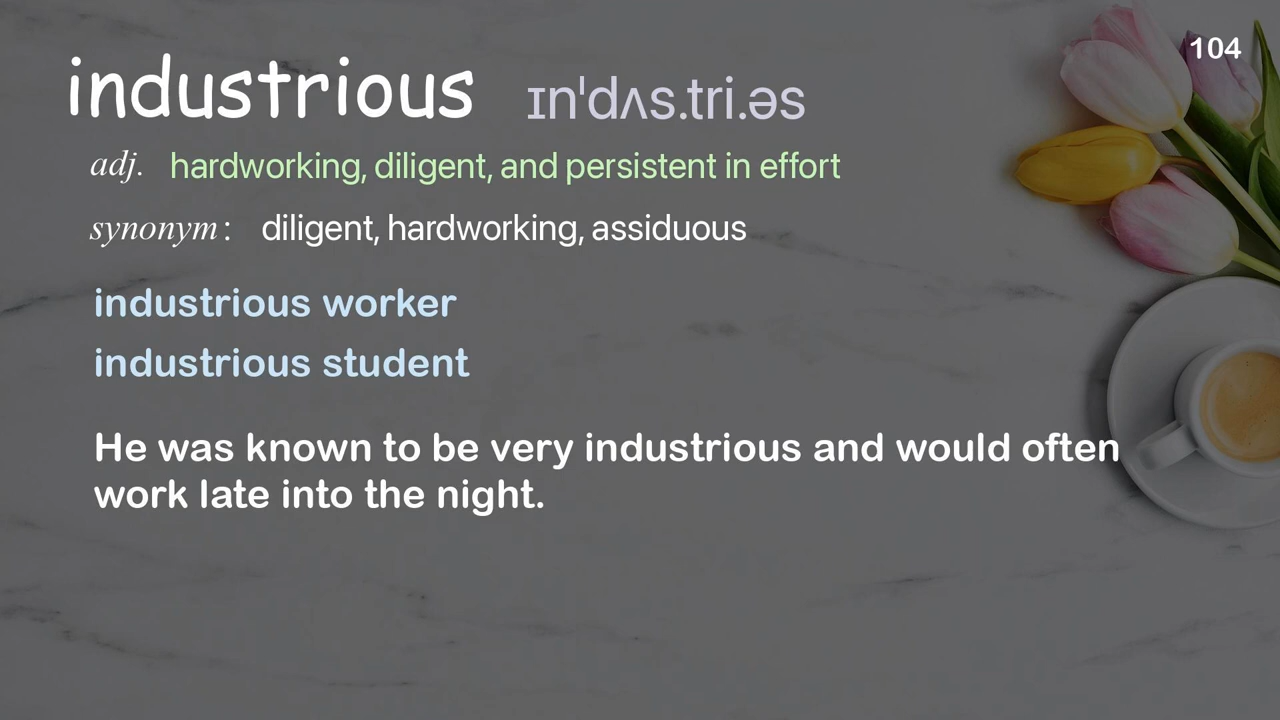 104
industrious ɪnˈdʌs.tri.əs
adj. hardworking, diligent, and persistent in effort
synonym: diligent, hardworking, assiduous
industrious worker
industrious student
He was known to be very industrious and would often
work late into the night.